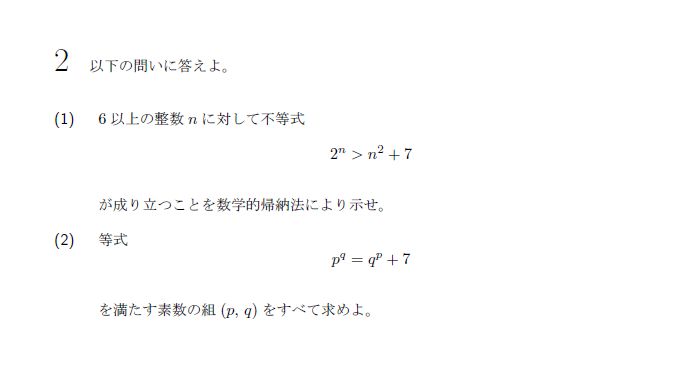 2 以下の問いに答えよ。
(1) 6 以上の整数 n に対して不等式
2ⁿ > n² + 7
が成り立つことを数学的帰納法により示せ。
(2) 等式
p^q = q^p + 7
を満たす素数の組 (p, q) をすべて求めよ。